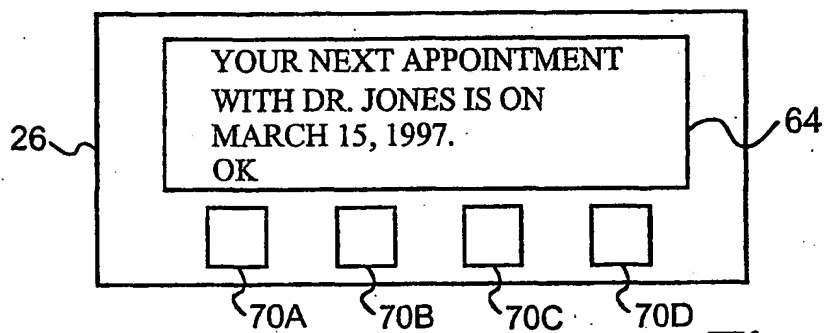 YOUR NEXT APPOINTMENT
WITH DR. JONES IS ON
MARCH 15, 1997.
OK
26
64
70A 70B 70C 70D